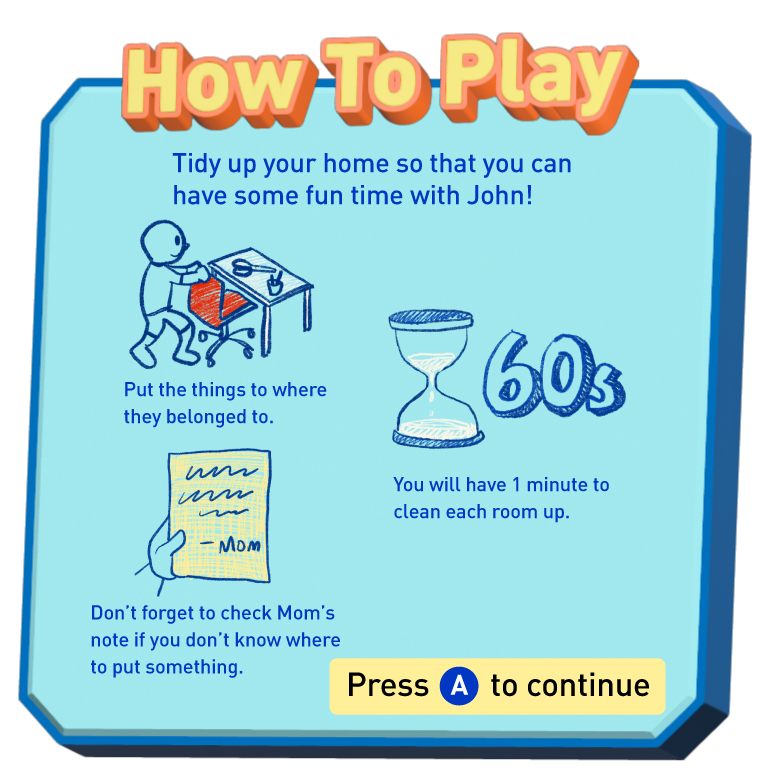 How To Play
Tidy up your home so that you can
have some fun time with John!
Put the things to where
they belonged to.
60s
You will have 1 minute to
clean each room up.
- Mom
Don't forget to check Mom's
note if you don't know where
to put something.
Press A to continue